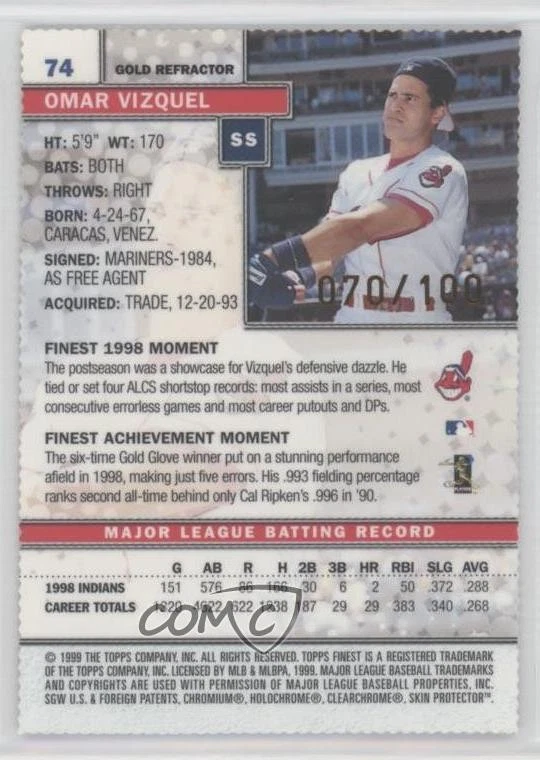 74
GOLD REFRACTOR
OMAR VIZQUEL
SS
HT: 5'9" WT: 170
BATS: BOTH
THROWS: RIGHT
BORN: 4-24-67,
CARACAS, VENEZ.
SIGNED: MARINERS-1984,
AS FREE AGENT
ACQUIRED: TRADE, 12-20-93
070/100
FINEST 1998 MOMENT
The postseason was a showcase for Vizquel's defensive dazzle. He
tied or set four ALCS shortstop records: most assists in a series, most
consecutive errorless games and most career putouts and DPs.
FINEST ACHIEVEMENT MOMENT
The six-time Gold Glove winner put on a stunning performance
afield in 1998, making just five errors. His .993 fielding percentage
ranks second all-time behind only Cal Ripken's .996 in '90.
MAJOR LEAGUE BATTING RECORD
G AB R H 2B 3B HR RBI SLG AVG
1998 INDIANS 151 576 86 166 30 6 2 50 .372 .288
CAREER TOTALS 1320 4622 622 1238 187 29 29 383 .340 .268
COMC
© 1999 THE TOPPS COMPANY, INC. ALL RIGHTS RESERVED. TOPPS FINEST IS A REGISTERED TRADEMARK
OF THE TOPPS COMPANY, INC. LICENSED BY MLB & MLBPA, 1999. MAJOR LEAGUE BASEBALL TRADEMARKS
AND COPYRIGHTS ARE USED WITH PERMISSION OF MAJOR LEAGUE BASEBALL PROPERTIES, INC.
SGW U.S. & FOREIGN PATENTS, CHROMIUM®, HOLOCHROME®, CLEARCHROME®, SKIN PROTECTOR™.